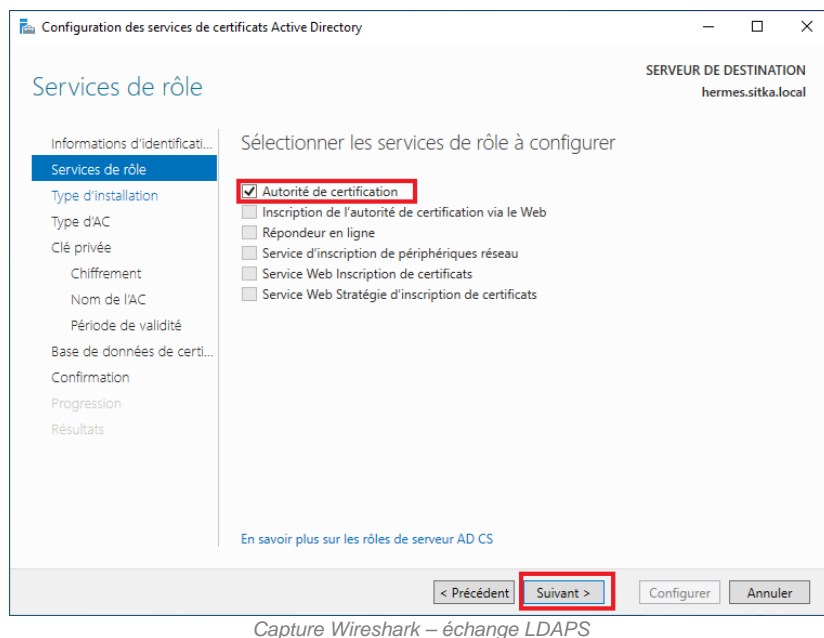 Configuration des services de certificats Active Directory
Services de rôle
SERVEUR DE DESTINATION
hermes.sitka.local
Informations d'identificati...
Services de rôle
Type d'installation
Type d'AC
Clé privée
Chiffrement
Nom de l'AC
Période de validité
Base de données de certi...
Confirmation
Progression
Résultats
Sélectionner les services de rôle à configurer
Autorité de certification
Inscription de l'autorité de certification via le Web
Répondeur en ligne
Service d'inscription de périphériques réseau
Service Web Inscription de certificats
Service Web Stratégie d'inscription de certificats
En savoir plus sur les rôles de serveur AD CS
< Précédent Suivant > Configurer Annuler
Capture Wireshark – échange LDAPS